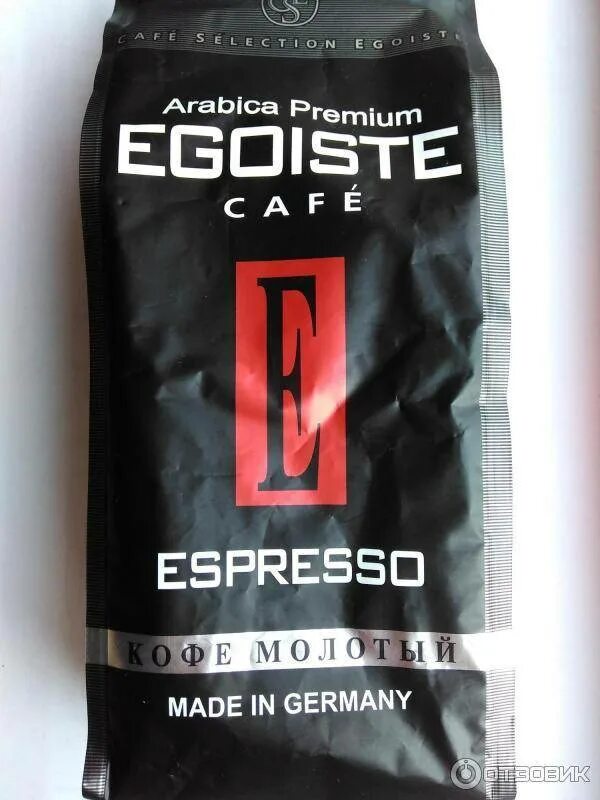 CAFÉ SÉLECTION EGOISTE
Arabica Premium
EGOISTE
CAFÉ
E
ESPRESSO
КОФЕ МОЛОТЫЙ
MADE IN GERMANY
ОТЗОВИК